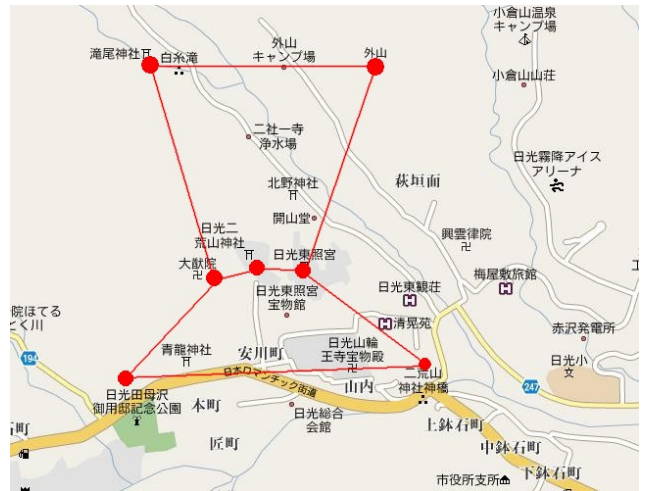 小倉山温泉
キャンプ場
滝尾神社
白糸滝
外山
キャンプ場
外山
小倉山山荘
二社一寺
浄水場
日光霧降アイス
アリーナ
萩垣面
北野神社
開山堂
日光二
荒山神社
興雲律院
大猷院
日光東照宮
梅屋敷旅館
日光東観荘
日光東照宮
宝物館
清晃苑
院ほてる
とく川
赤沢発電所
日光山輪
王寺宝物殿
青龍神社
安川町
194
日本ロマンチック街道
山内
二荒山
神社神橋
247
日光小
日光田母沢
御用邸記念公園
本町
日光総合
会館
上鉢石町
石町
匠町
中鉢石町
下鉢石町
市役所支所